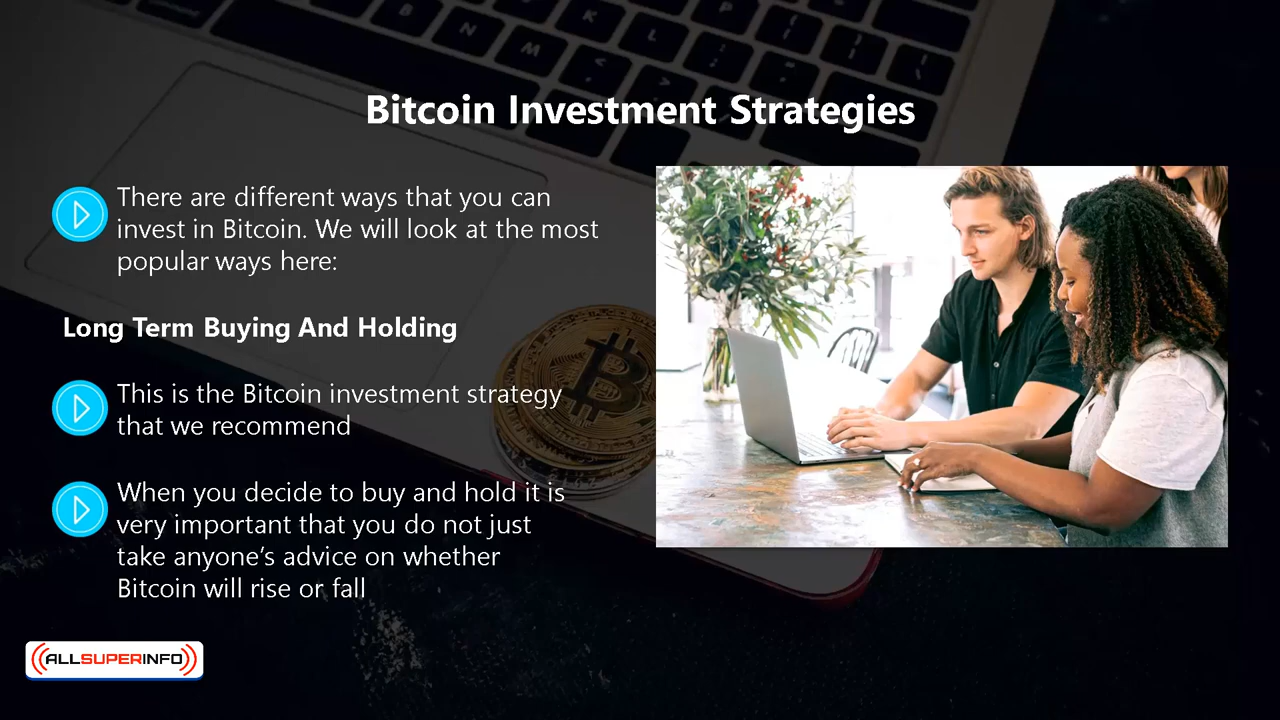 Bitcoin Investment Strategies
There are different ways that you can
invest in Bitcoin. We will look at the most
popular ways here:
Long Term Buying And Holding
This is the Bitcoin investment strategy
that we recommend
When you decide to buy and hold it is
very important that you do not just
take anyone's advice on whether
Bitcoin will rise or fall
ALLSUPERINFO